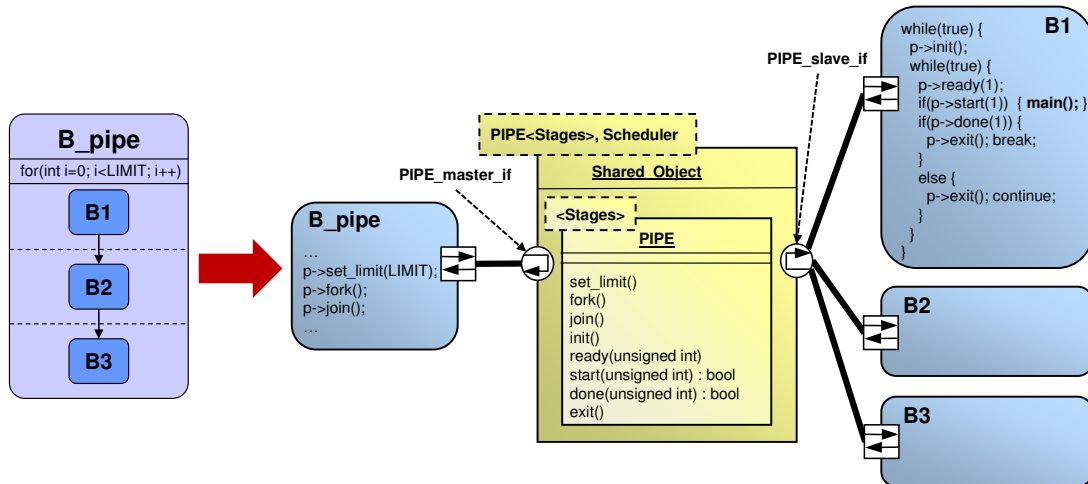 B_pipe
for(int i=0; i<LIMIT; i++)
B1
B2
B3
B_pipe
...
p->set_limit(LIMIT);
p->fork();
p->join();
...
PIPE_master_if
PIPE<Stages>, Scheduler
Shared_Object
<Stages>
PIPE
set_limit()
fork()
join()
init()
ready(unsigned int)
start(unsigned int) : bool
done(unsigned int) : bool
exit()
PIPE_slave_if
B1
while(true) {
p->init();
while(true) {
p->ready(1);
if(p->start(1)) { main(); }
if(p->done(1)) {
p->exit(); break;
}
else {
p->exit(); continue;
}
}
}
B2
B3